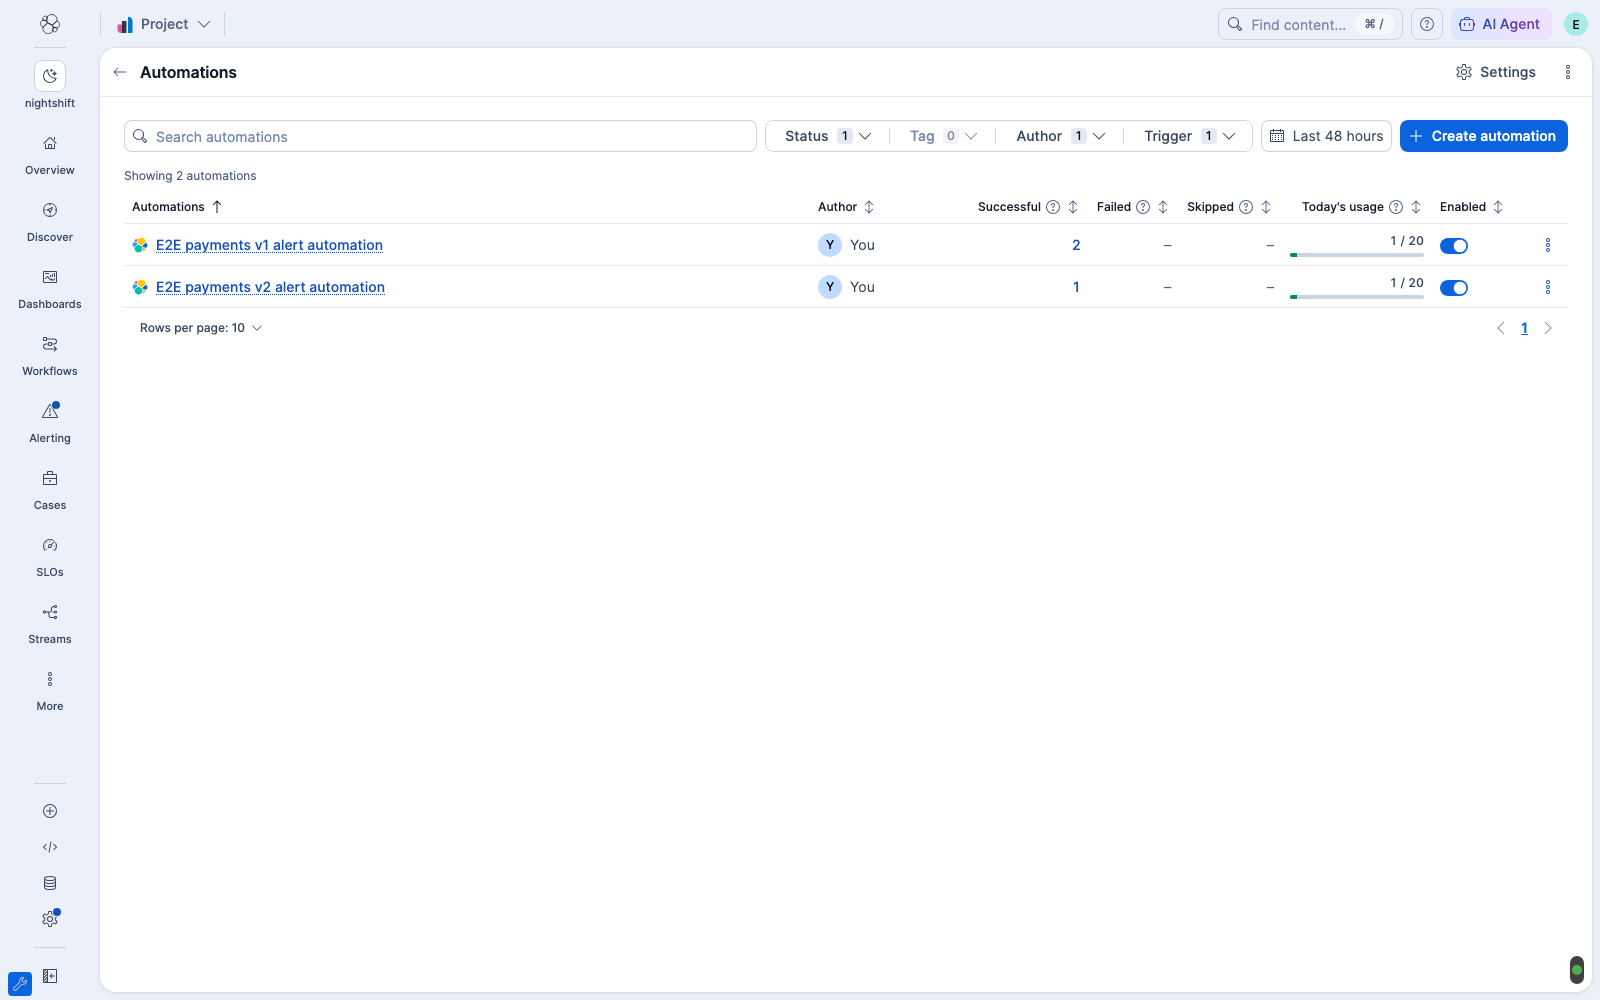 Project
Find content...
⌘ /
AI Agent
E
Automations
Settings
nightshift
Overview
Discover
Dashboards
Workflows
Alerting
Cases
SLOs
Streams
More
Search automations
Status 1
Tag 0
Author 1
Trigger 1
Last 48 hours
Create automation
Showing 2 automations
Automations
Author
Successful
Failed
Skipped
Today's usage
Enabled
E2E payments v1 alert automation
Y You
2
–
–
1 / 20
E2E payments v2 alert automation
Y You
1
–
–
1 / 20
Rows per page: 10
1